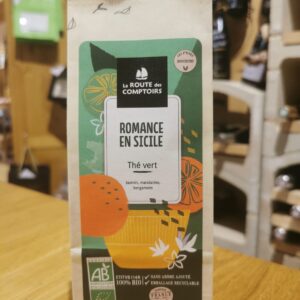 La ROUTE des
COMPTOIRS
ROMANCE
EN SICILE
Thé vert
Jasmin, mandarine,
bergamote
AB
100% BIO
SANS ARÔME AJOUTÉ
EMBALLAGE RECYCLABLE
FRANCE